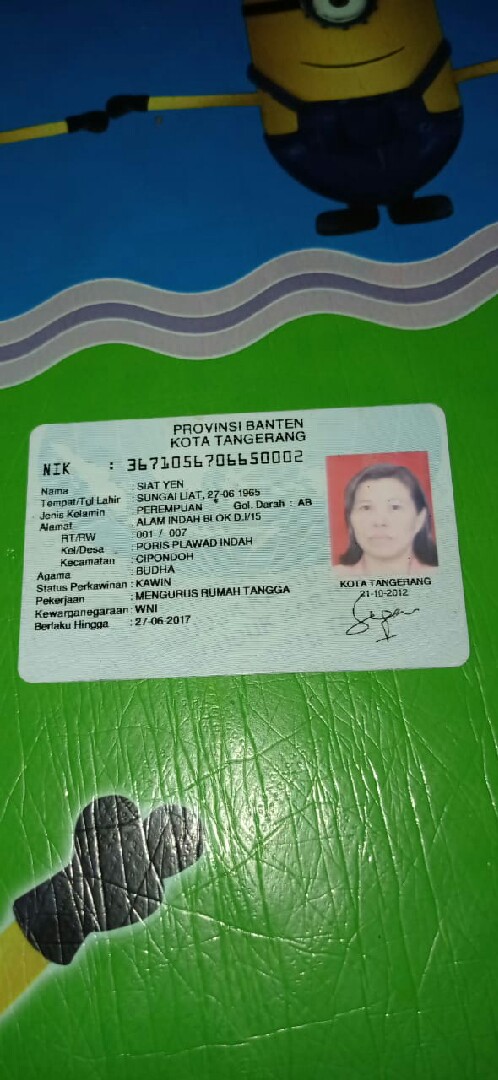 PROVINSI BANTEN
KOTA TANGERANG
NIK : 3671056706650002
Nama : SIAT YEN
Tempat/Tgl Lahir : SUNGAI LIAT, 27-06 1965
Jenis Kelamin : PEREMPUAN Gol. Darah : AB
Alamat : ALAM INDAH BLOK D.I/15
RT/RW : 001 / 007
Kel/Desa : PORIS PLAWAD INDAH
Kecamatan : CIPONDOH
Agama : BUDHA
Status Perkawinan : KAWIN
Pekerjaan : MENGURUS RUMAH TANGGA
Kewarganegaraan : WNI
Berlaku Hingga : 27-06-2017
KOTA TANGERANG
21-10-2012